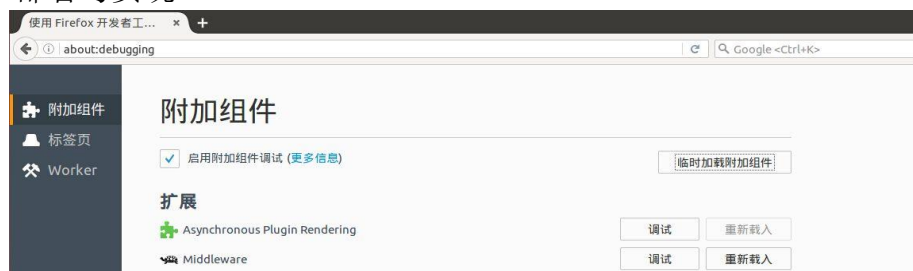 使用 Firefox 开发者工...
about:debugging
Google <Ctrl+K>
附加组件
标签页
Worker
附加组件
启用附加组件调试 (更多信息)
临时加载附加组件
扩展
Asynchronous Plugin Rendering
调试
重新载入
Middleware
调试
重新载入